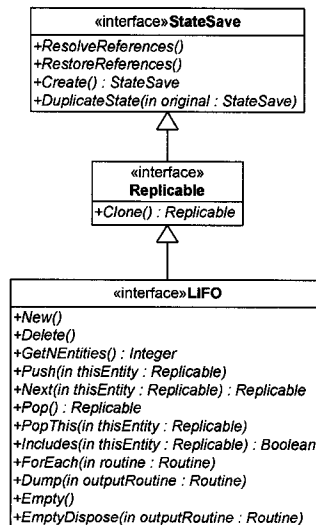 «interface»StateSave
+ResolveReferences()
+RestoreReferences()
+Create() : StateSave
+DuplicateState(in original : StateSave)
«interface»
Replicable
+Clone() : Replicable
«interface»LIFO
+New()
+Delete()
+GetNEntities() : Integer
+Push(in thisEntity : Replicable)
+Next(in thisEntity : Replicable) : Replicable
+Pop() : Replicable
+PopThis(in thisEntity : Replicable)
+Includes(in thisEntity : Replicable) : Boolean
+ForEach(in routine : Routine)
+Dump(in outputRoutine : Routine)
+Empty()
+EmptyDispose(in outputRoutine : Routine)